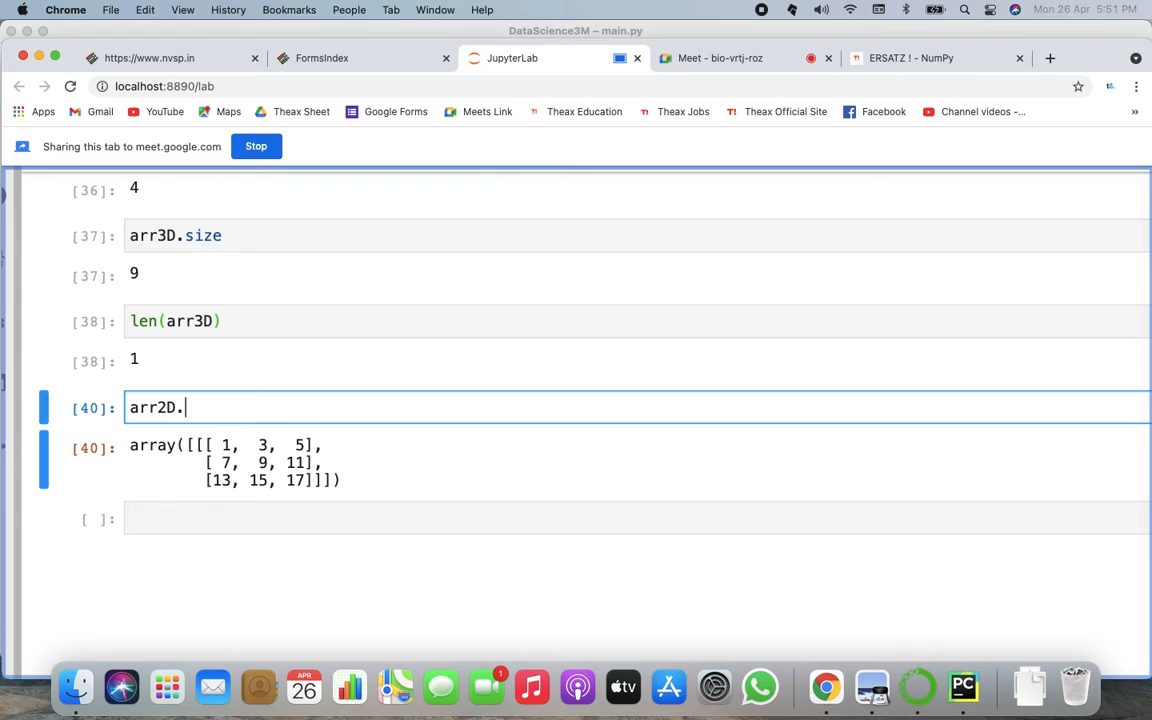 Chrome File Edit View History Bookmarks People Tab Window Help Mon 26 Apr 5:51 PM
DataScience3M – main.py
https://www.nvsp.in FormsIndex JupyterLab Meet - bio-vrtj-roz ERSATZ ! - NumPy
localhost:8890/lab
Apps Gmail YouTube Maps Theax Sheet Google Forms Meets Link Theax Education Theax Jobs Theax Official Site Facebook Channel videos -...
Sharing this tab to meet.google.com Stop
[36]: 4
[37]: arr3D.size
[37]: 9
[38]: len(arr3D)
[38]: 1
[40]: arr2D.
[40]: array([[[ 1, 3, 5],
[ 7, 9, 11],
[13, 15, 17]]])
[ ]:
APR 1
26 tv PC